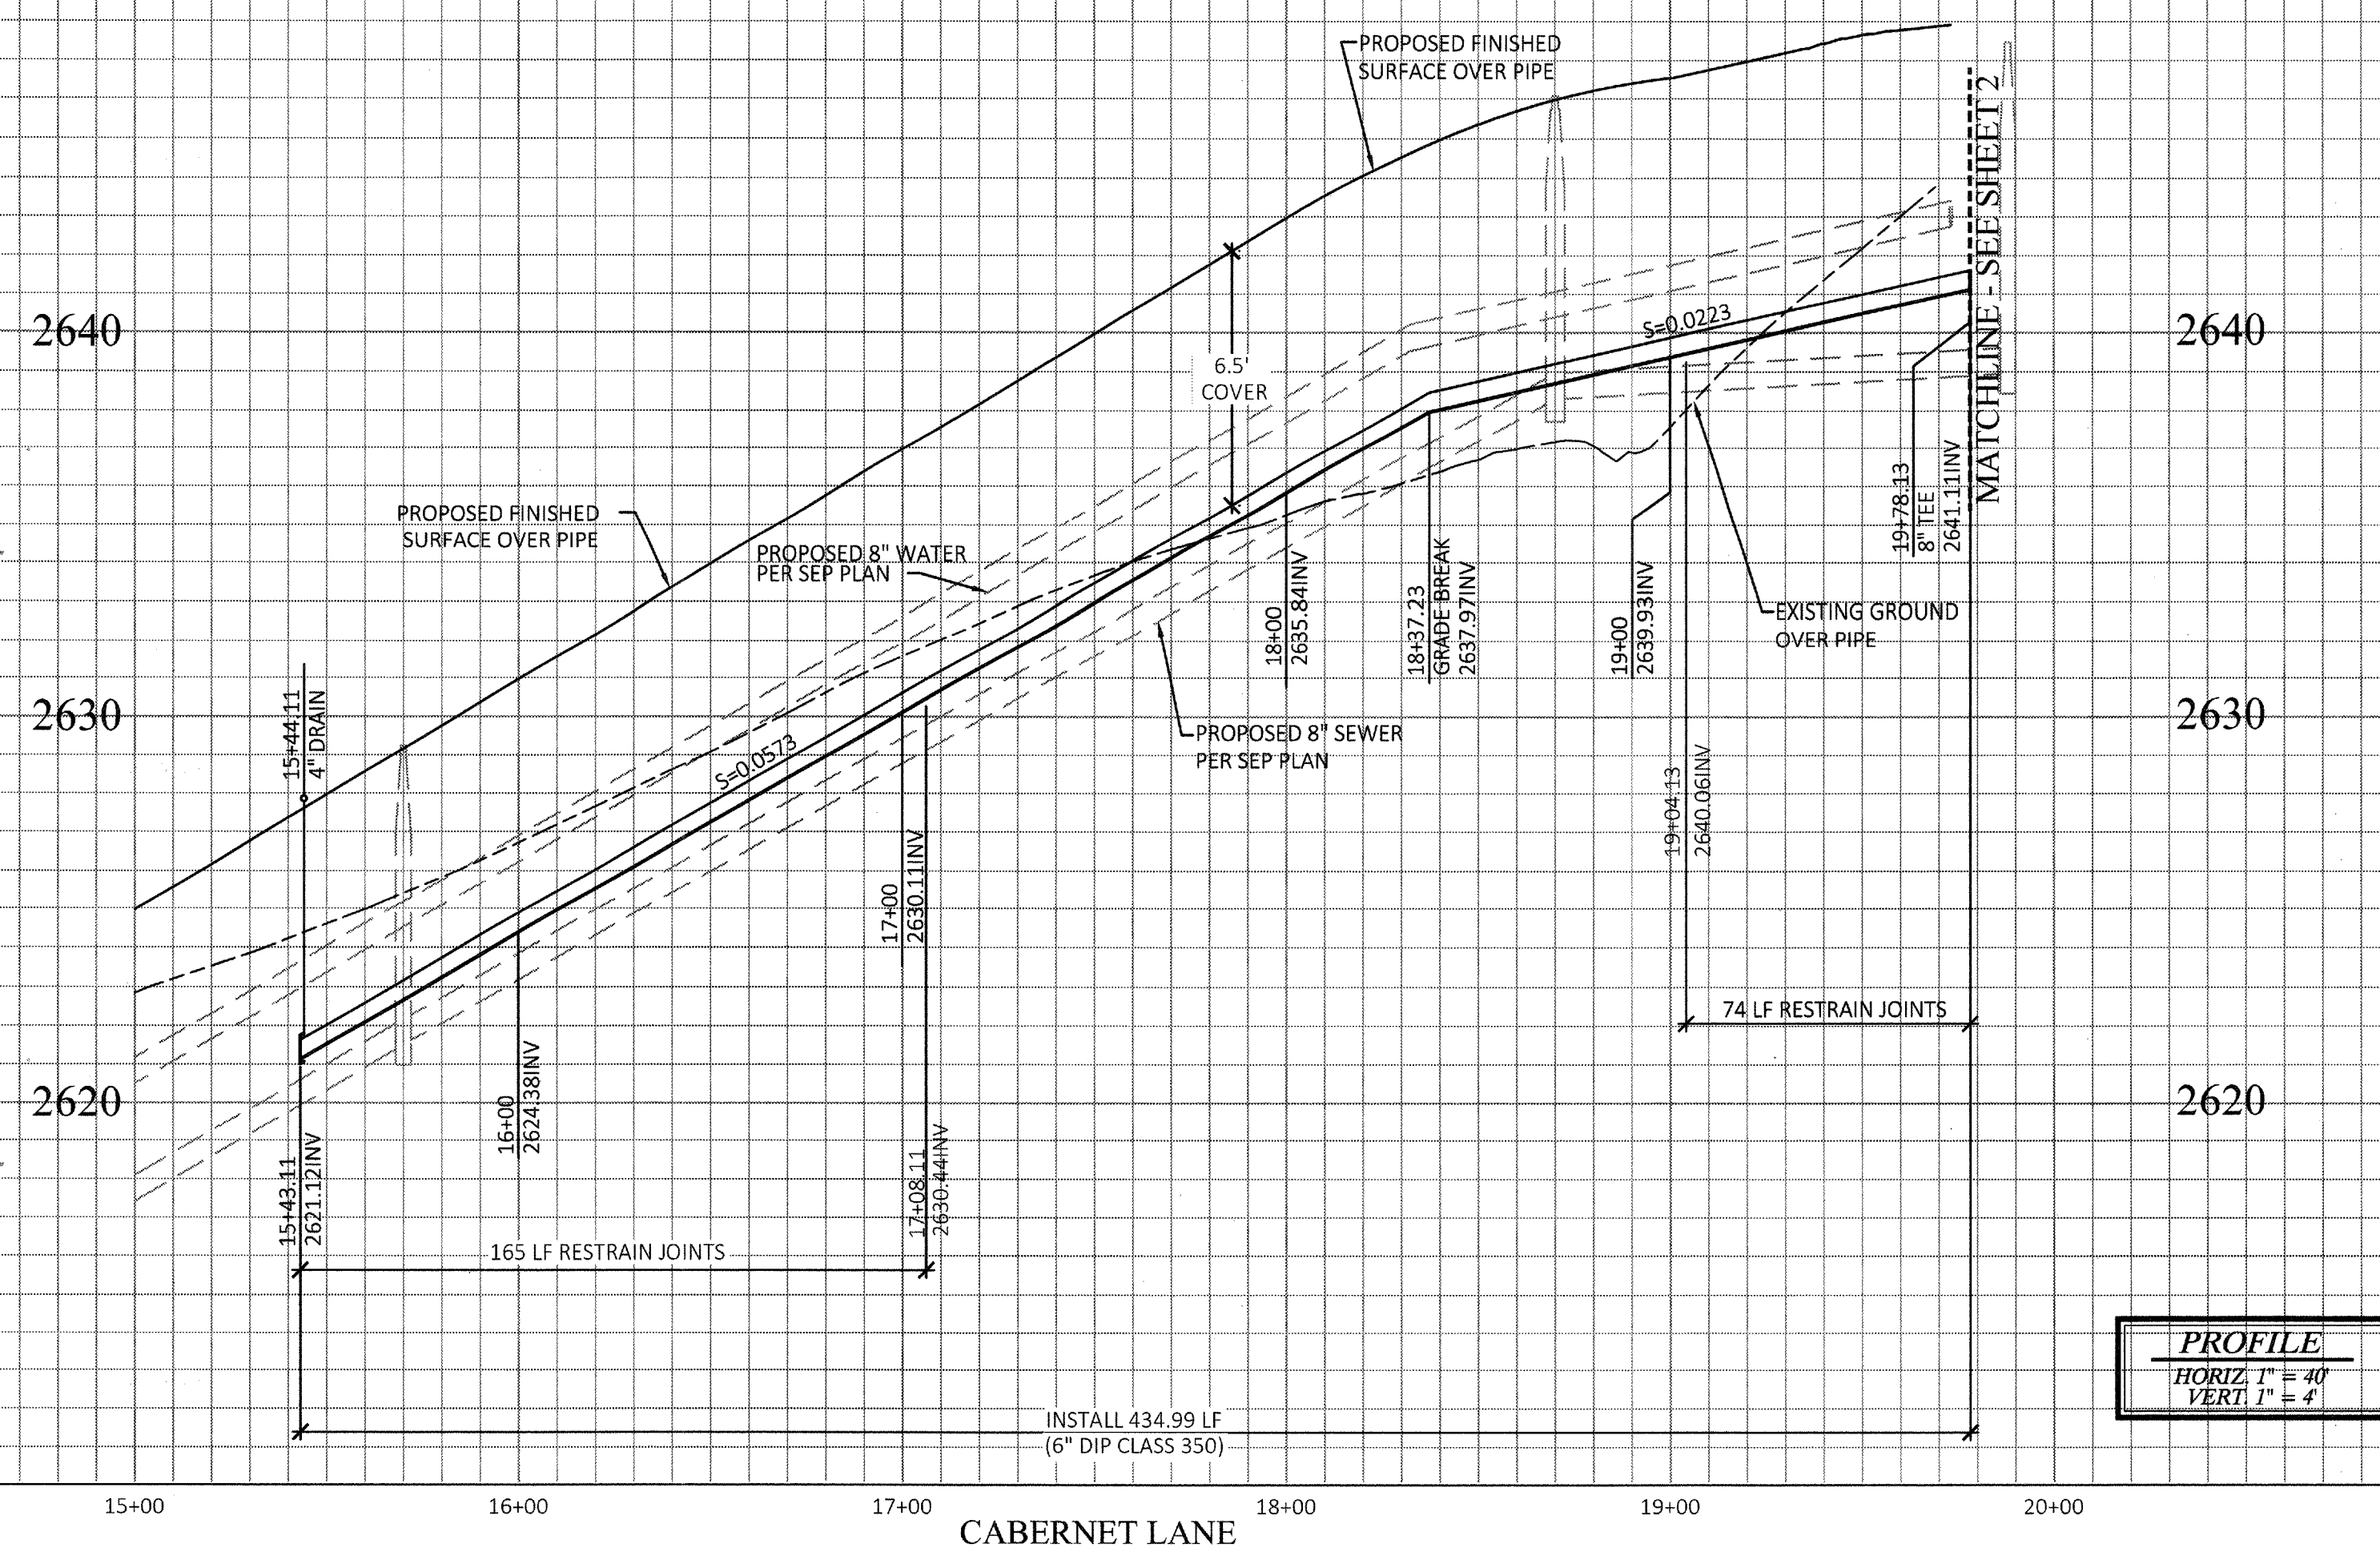 PROPOSED FINISHED
SURFACE OVER PIPE
MATCHLINE - SEE SHEET 2
2640
2640
S=0.0223
6.5'
COVER
PROPOSED FINISHED
SURFACE OVER PIPE
PROPOSED 8" WATER
PER SEP PLAN
19+78.13
8" TEE
2641.11INV
18+00
2635.84INV
18+37.23
GRADE BREAK
2637.97INV
19+00
2639.93INV
EXISTING GROUND
OVER PIPE
2630
2630
15+44.11
4" DRAIN
S=0.0573
PROPOSED 8" SEWER
PER SEP PLAN
19+04.13
2640.06INV
17+00
2630.11INV
74 LF RESTRAIN JOINTS
2620
2620
16+00
2624.38INV
15+43.11
2621.12INV
17+08.11
2630.44INV
165 LF RESTRAIN JOINTS
PROFILE
HORIZ. 1" = 40'
VERT. 1" = 4'
INSTALL 434.99 LF
(6" DIP CLASS 350)
15+00
16+00
17+00
18+00
19+00
20+00
CABERNET LANE